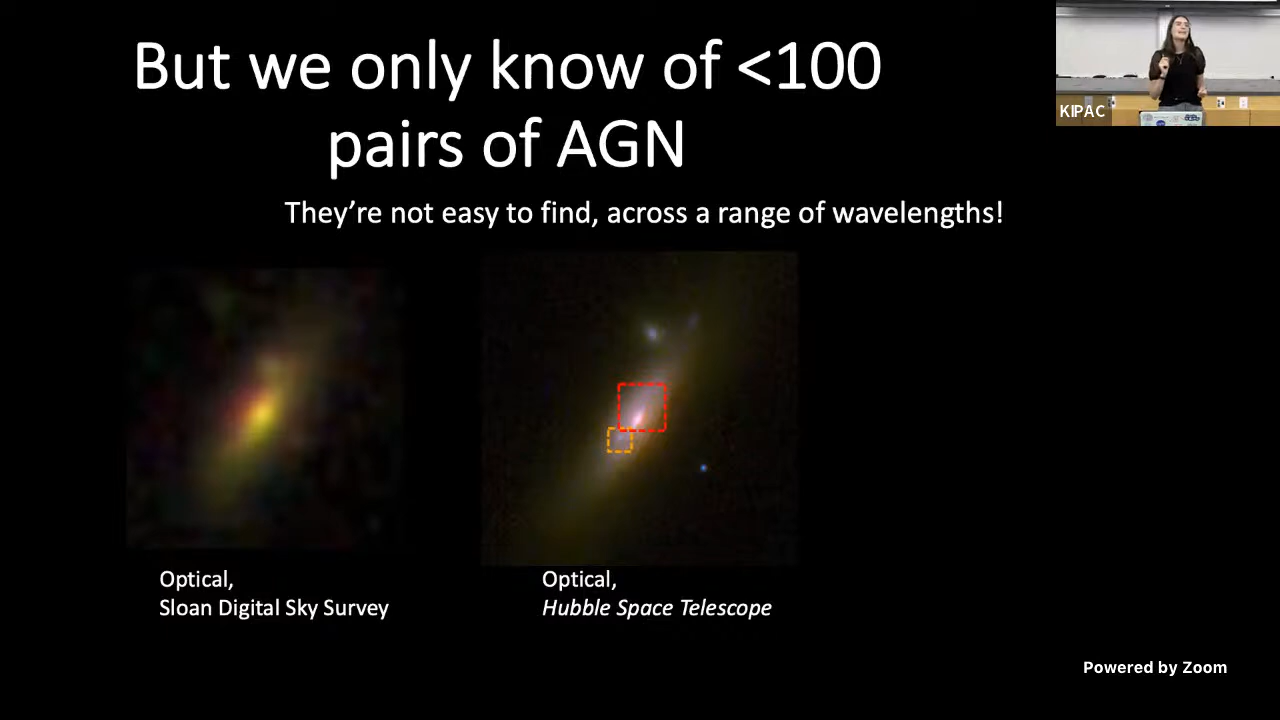 But we only know of <100
pairs of AGN
They're not easy to find, across a range of wavelengths!
KIPAC
Optical,
Sloan Digital Sky Survey
Optical,
Hubble Space Telescope
Powered by Zoom